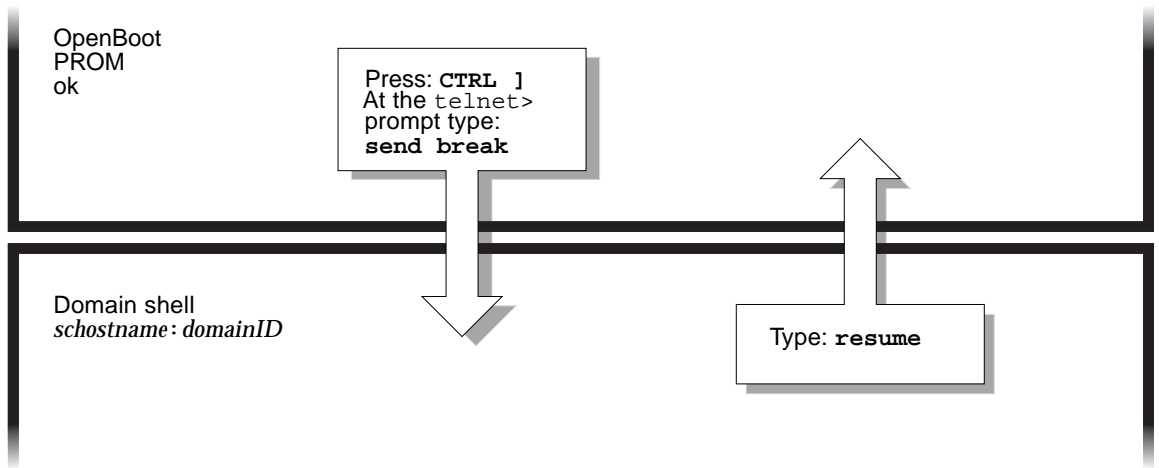 OpenBoot
PROM
ok
Press: CTRL ]
At the telnet>
prompt type:
send break
Domain shell
schostname:domainID
Type: resume